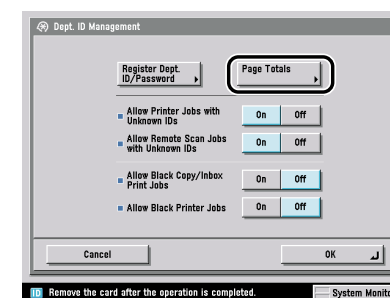 Dept. ID Management
Register Dept.
ID/Password
Page Totals
Allow Printer Jobs with
Unknown IDs
On
Off
Allow Remote Scan Jobs
with Unknown IDs
On
Off
Allow Black Copy/Inbox
Print Jobs
On
Off
Allow Black Printer Jobs
On
Off
Cancel
OK
ID Remove the card after the operation is completed.
System Monito